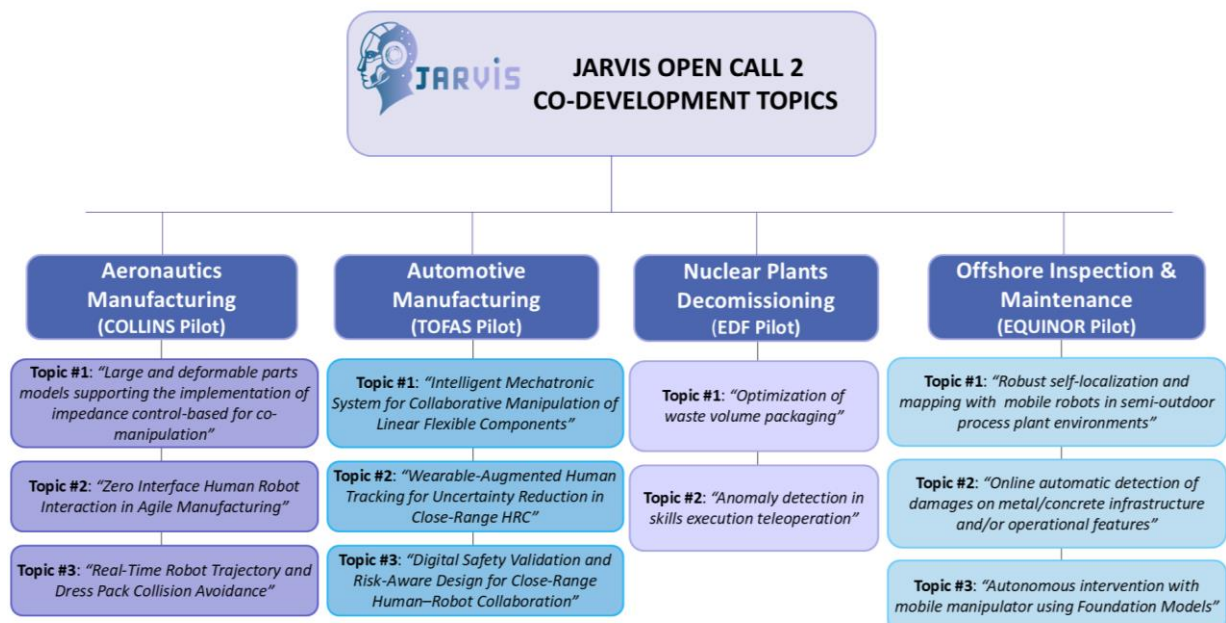 JARVIS
JARVIS OPEN CALL 2
CO-DEVELOPMENT TOPICS
Aeronautics
Manufacturing
(COLLINS Pilot)
Topic #1: “Large and deformable parts
models supporting the implementation of
impedance control-based for co-
manipulation”
Topic #2: “Zero Interface Human Robot
Interaction in Agile Manufacturing”
Topic #3: “Real-Time Robot Trajectory and
Dress Pack Collision Avoidance”
Automotive
Manufacturing
(TOFAS Pilot)
Topic #1: “Intelligent Mechatronic
System for Collaborative Manipulation of
Linear Flexible Components”
Topic #2: “Wearable-Augmented Human
Tracking for Uncertainty Reduction in
Close-Range HRC”
Topic #3: “Digital Safety Validation and
Risk-Aware Design for Close-Range
Human–Robot Collaboration”
Nuclear Plants
Decomissioning
(EDF Pilot)
Topic #1: “Optimization of
waste volume packaging”
Topic #2: “Anomaly detection in
skills execution teleoperation”
Offshore Inspection &
Maintenance
(EQUINOR Pilot)
Topic #1: “Robust self-localization and
mapping with mobile robots in semi-outdoor
process plant environments”
Topic #2: “Online automatic detection of
damages on metal/concrete infrastructure
and/or operational features”
Topic #3: “Autonomous intervention with
mobile manipulator using Foundation Models”